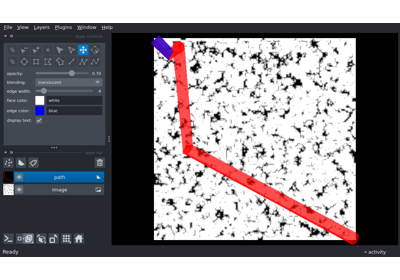 File View Layers Plugins Window Help
opacity: 0.70
blending: translucent
edge width:
face color: white
edge color: blue
display text:
path
image
Ready
activity